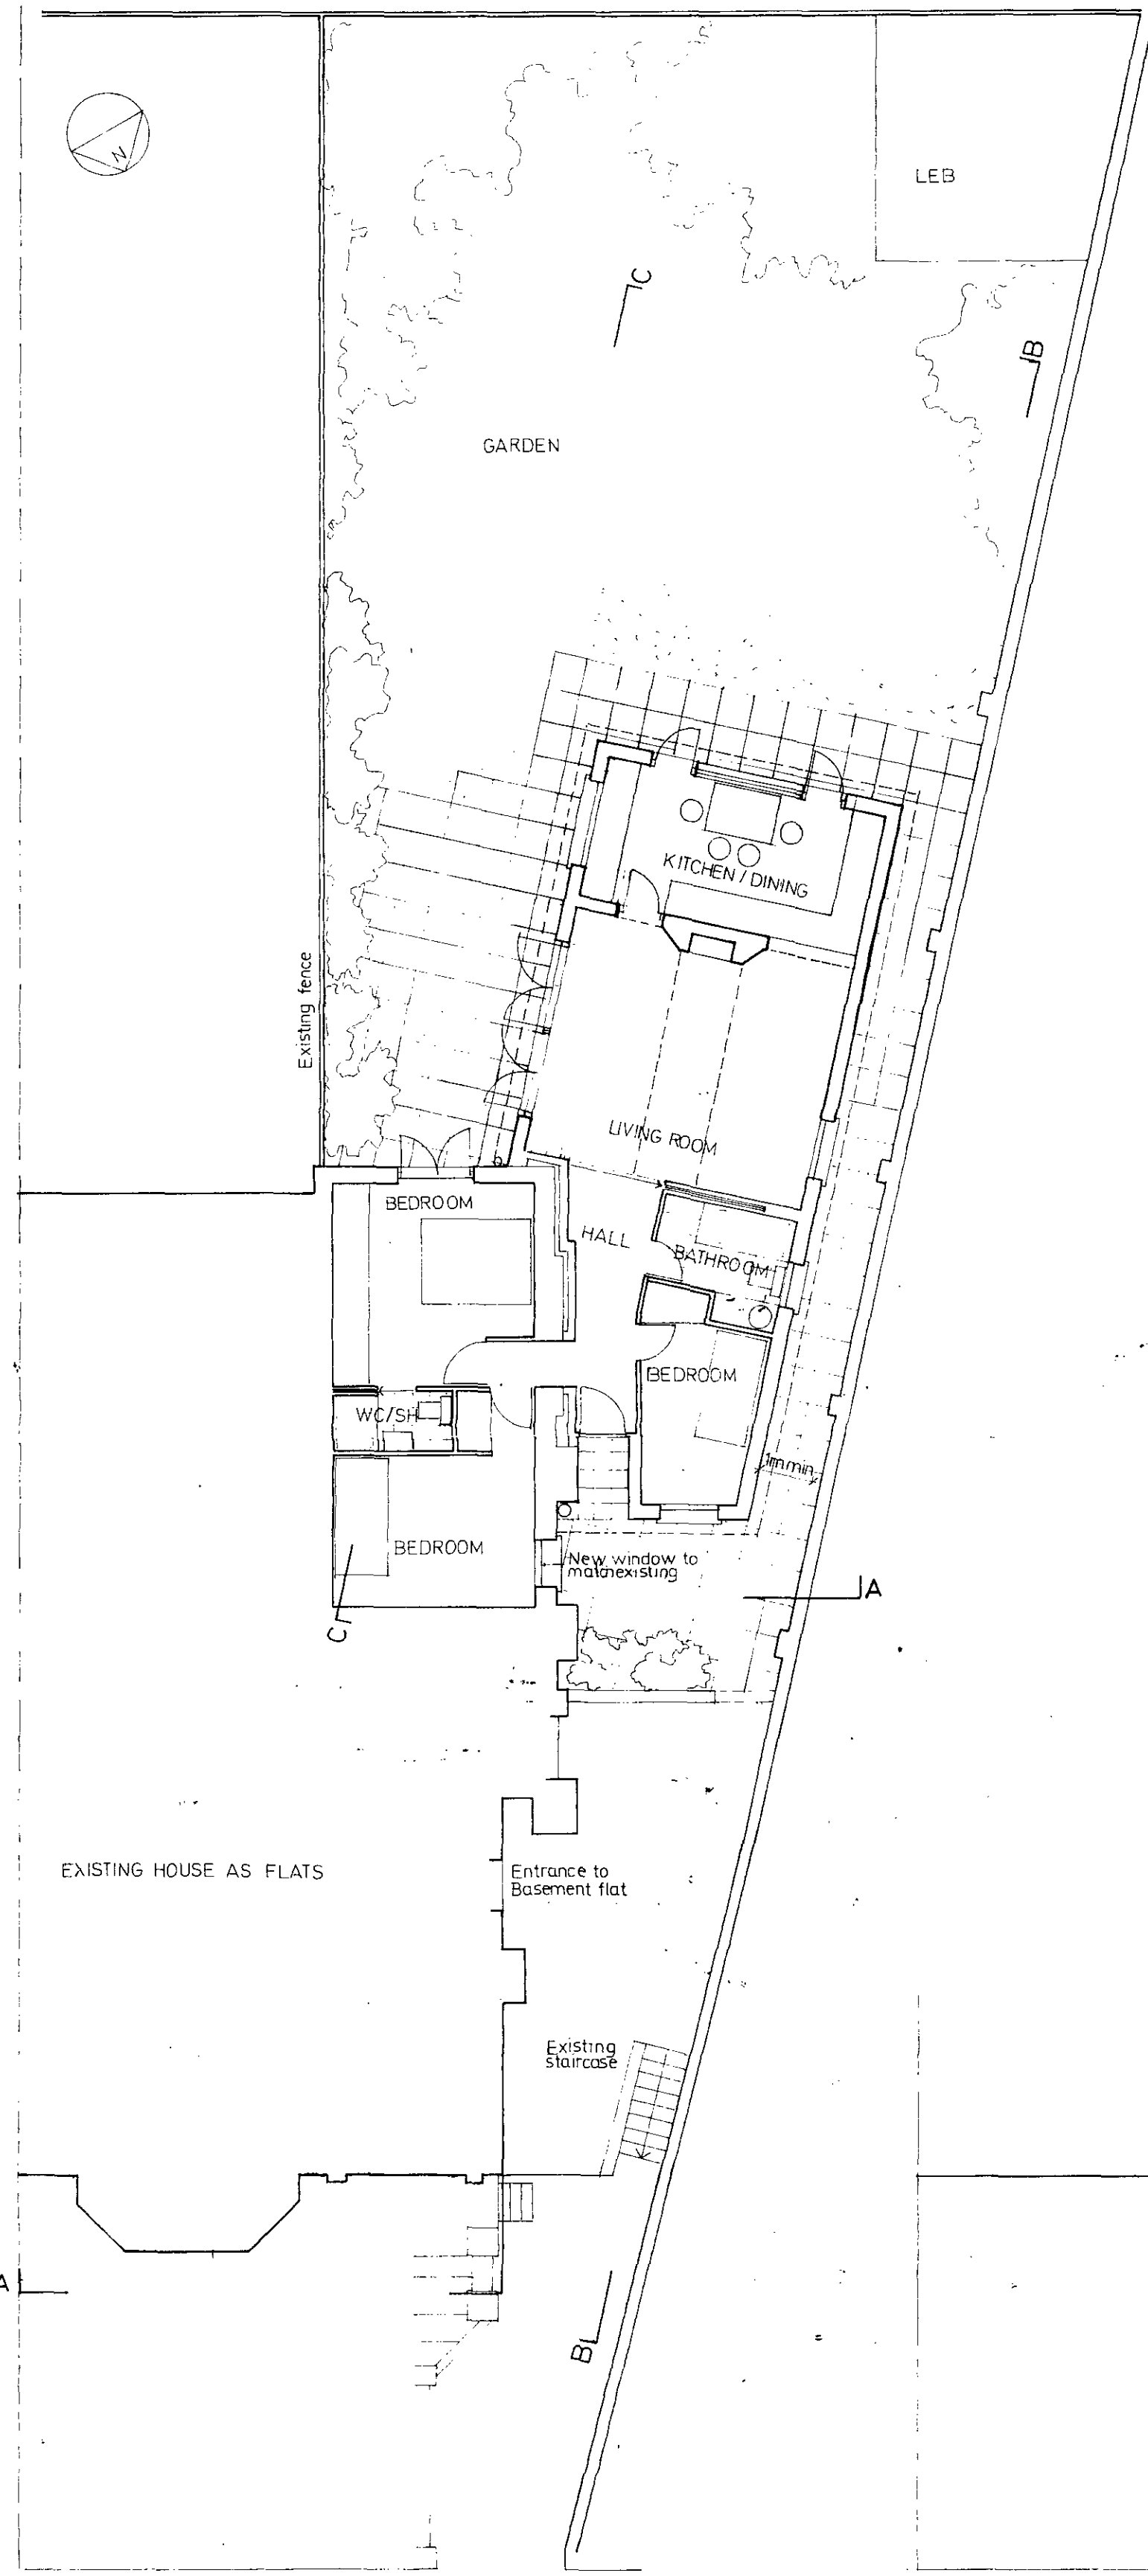 N
LEB
C
B
GARDEN
Existing fence
KITCHEN / DINING
LIVING ROOM
BEDROOM
HALL
BATHROOM
BEDROOM
WC/SH
1m min
BEDROOM
New window to
match existing
A
C
EXISTING HOUSE AS FLATS
Entrance to
Basement flat
Existing
staircase
A
B